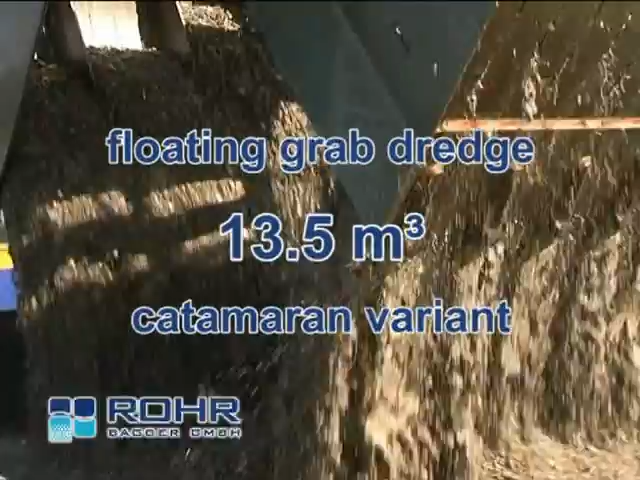 floating grab dredge
13.5 m³
catamaran variant
ROHR
BAGGER GMBH